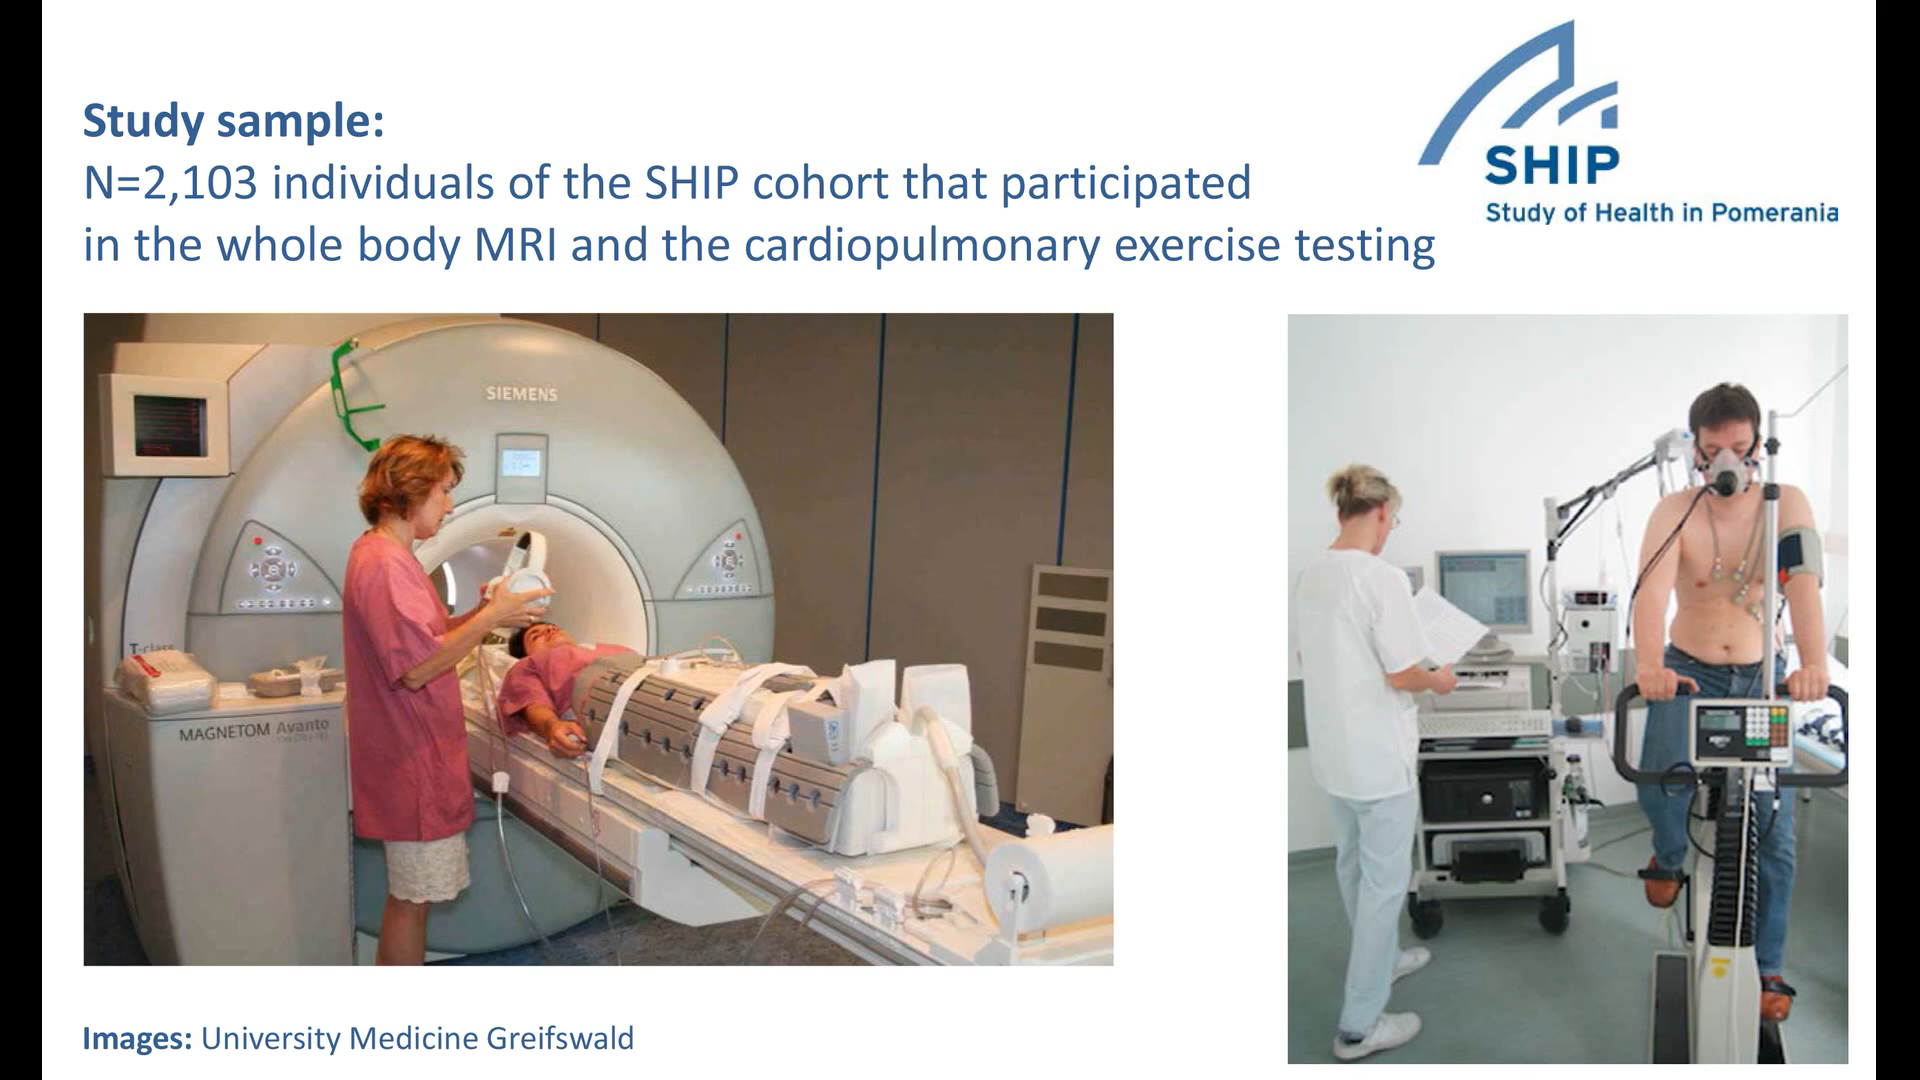 Study sample:
N=2,103 individuals of the SHIP cohort that participated
in the whole body MRI and the cardiopulmonary exercise testing
SHIP
Study of Health in Pomerania
SIEMENS
T-class
MAGNETOM Avanto
Images: University Medicine Greifswald